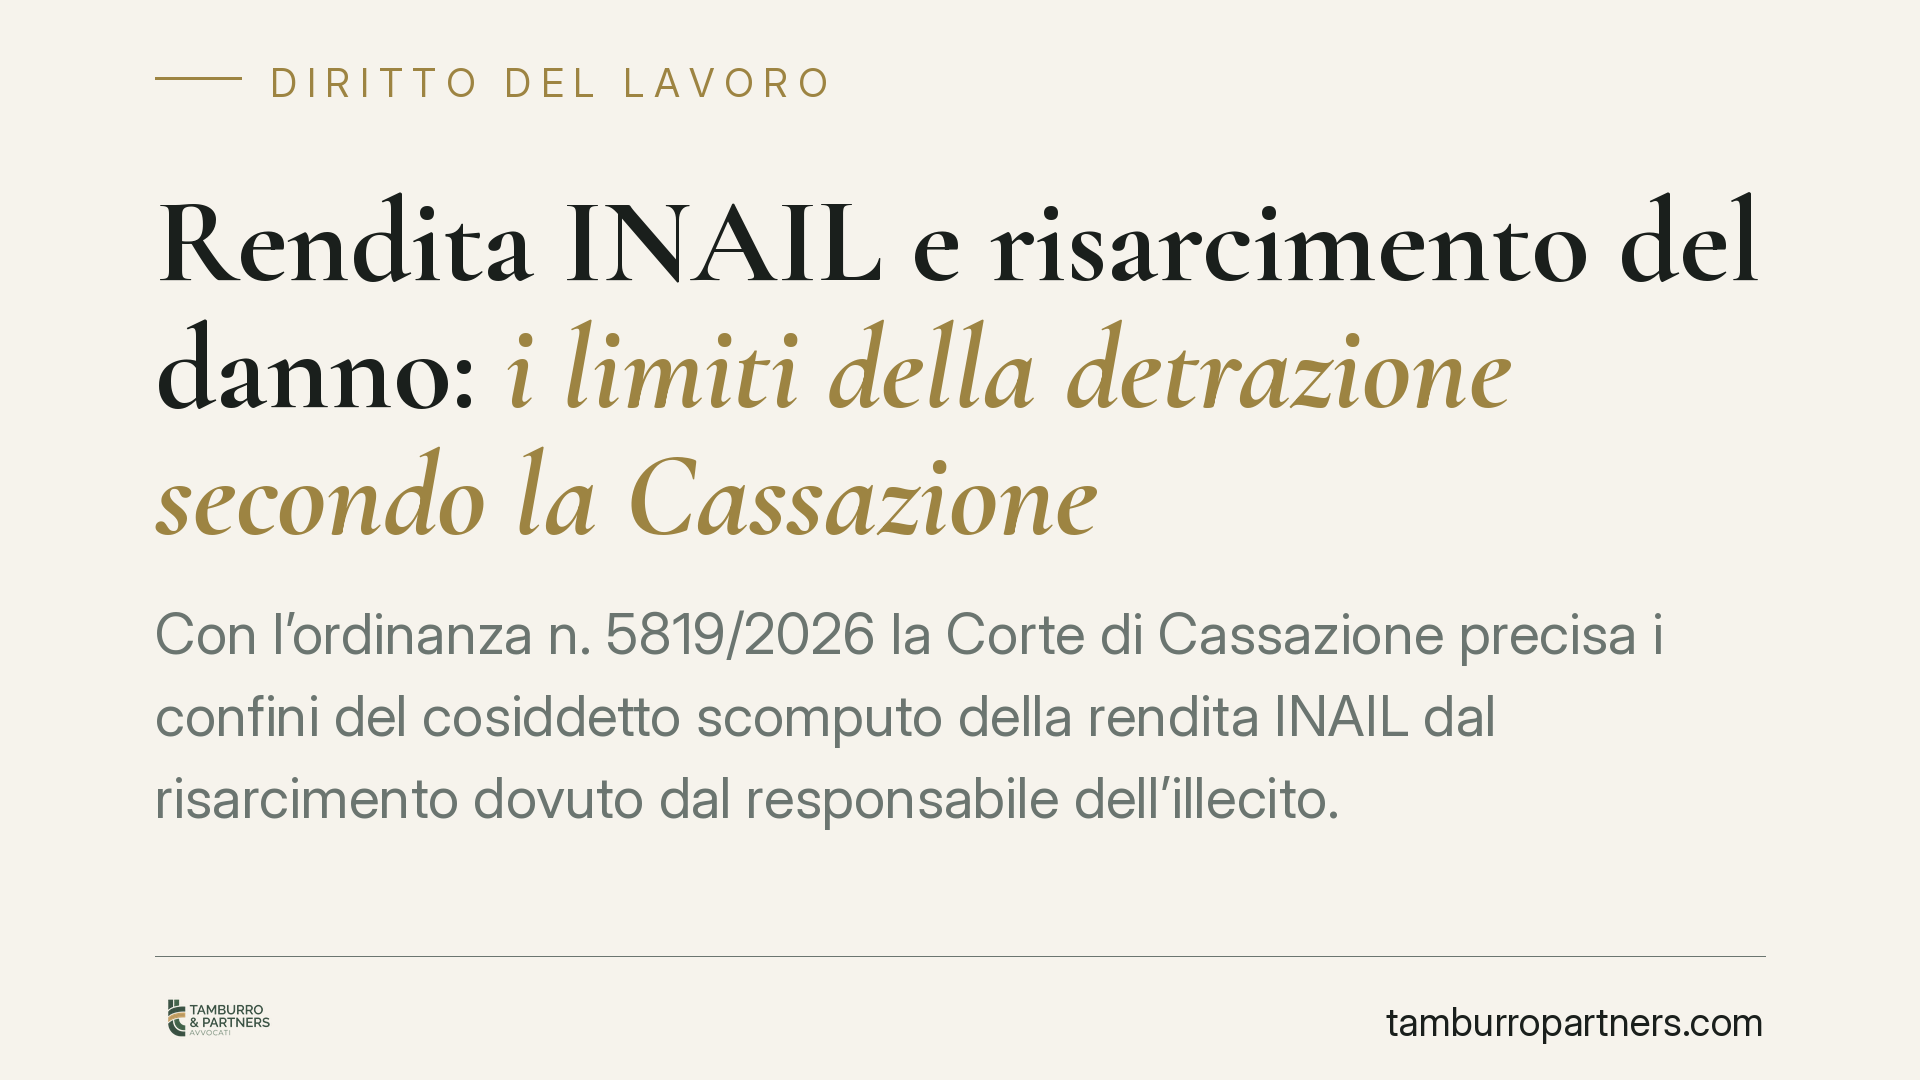 DIRITTO DEL LAVORO
Rendita INAIL e risarcimento del
danno: i limiti della detrazione
secondo la Cassazione
Con l’ordinanza n. 5819/2026 la Corte di Cassazione precisa i
confini del cosiddetto scomputo della rendita INAIL dal
risarcimento dovuto dal responsabile dell’illecito.
TAMBURRO
& PARTNERS
AVVOCATI
tamburropartners.com